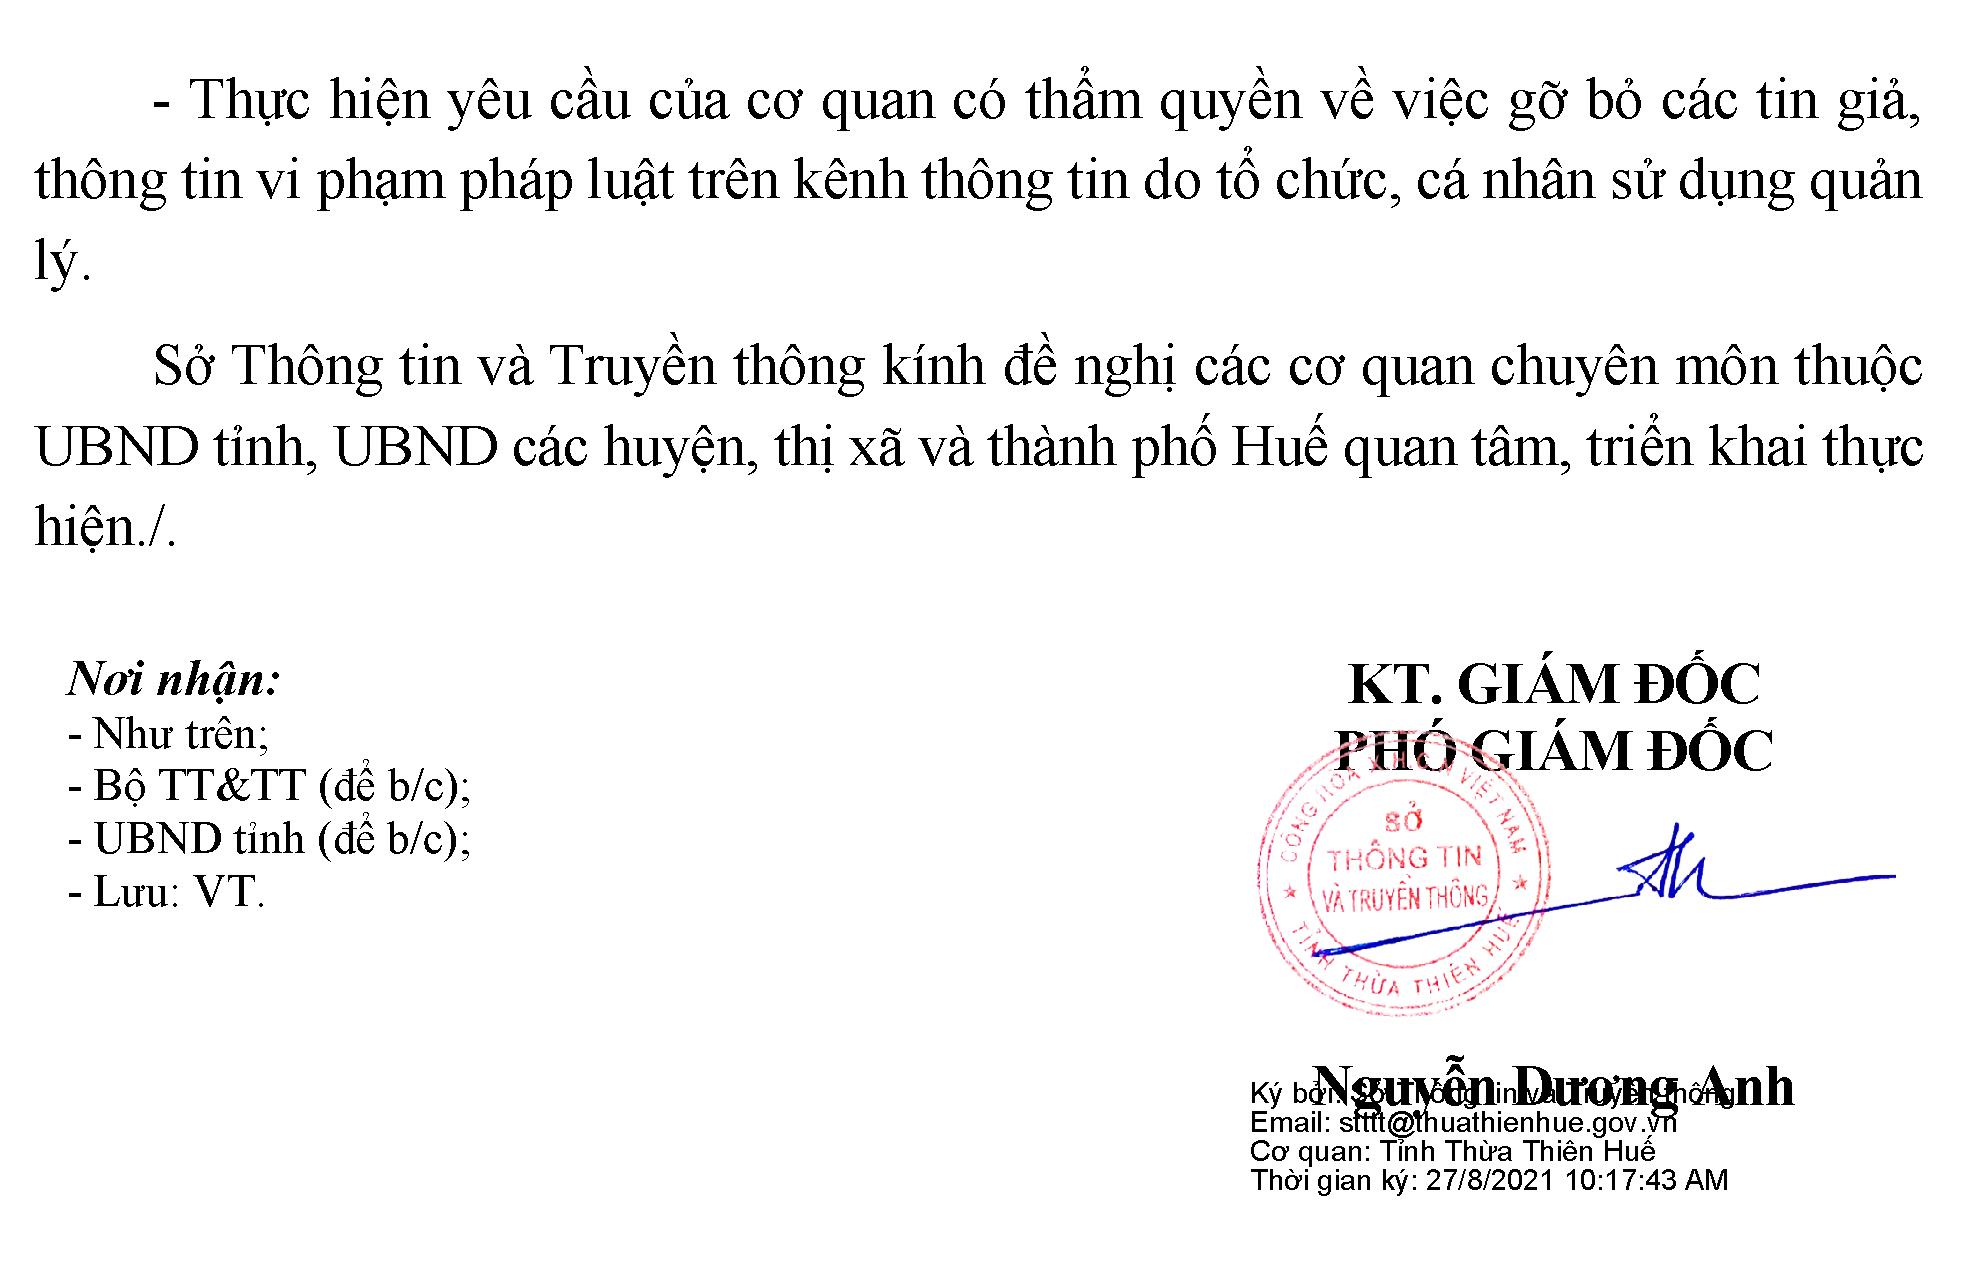 - Thực hiện yêu cầu của cơ quan có thẩm quyền về việc gỡ bỏ các tin giả,
thông tin vi phạm pháp luật trên kênh thông tin do tổ chức, cá nhân sử dụng quản
lý.
Sở Thông tin và Truyền thông kính đề nghị các cơ quan chuyên môn thuộc
UBND tỉnh, UBND các huyện, thị xã và thành phố Huế quan tâm, triển khai thực
hiện./.
Nơi nhận:
- Như trên;
- Bộ TT&TT (để b/c);
- UBND tỉnh (để b/c);
- Lưu: VT.
KT. GIÁM ĐỐC
PHÓ GIÁM ĐỐC
CỘNG HÒA X.H.C.N VIỆT NAM
SỞ
THÔNG TIN
VÀ TRUYỀN THÔNG
TỈNH THỪA THIÊN HUẾ
Nguyễn Dương Anh
Ký bởi: Sở Thông tin và Truyền thông
Email: stttt@thuathienhue.gov.vn
Cơ quan: Tỉnh Thừa Thiên Huế
Thời gian ký: 27/8/2021 10:17:43 AM